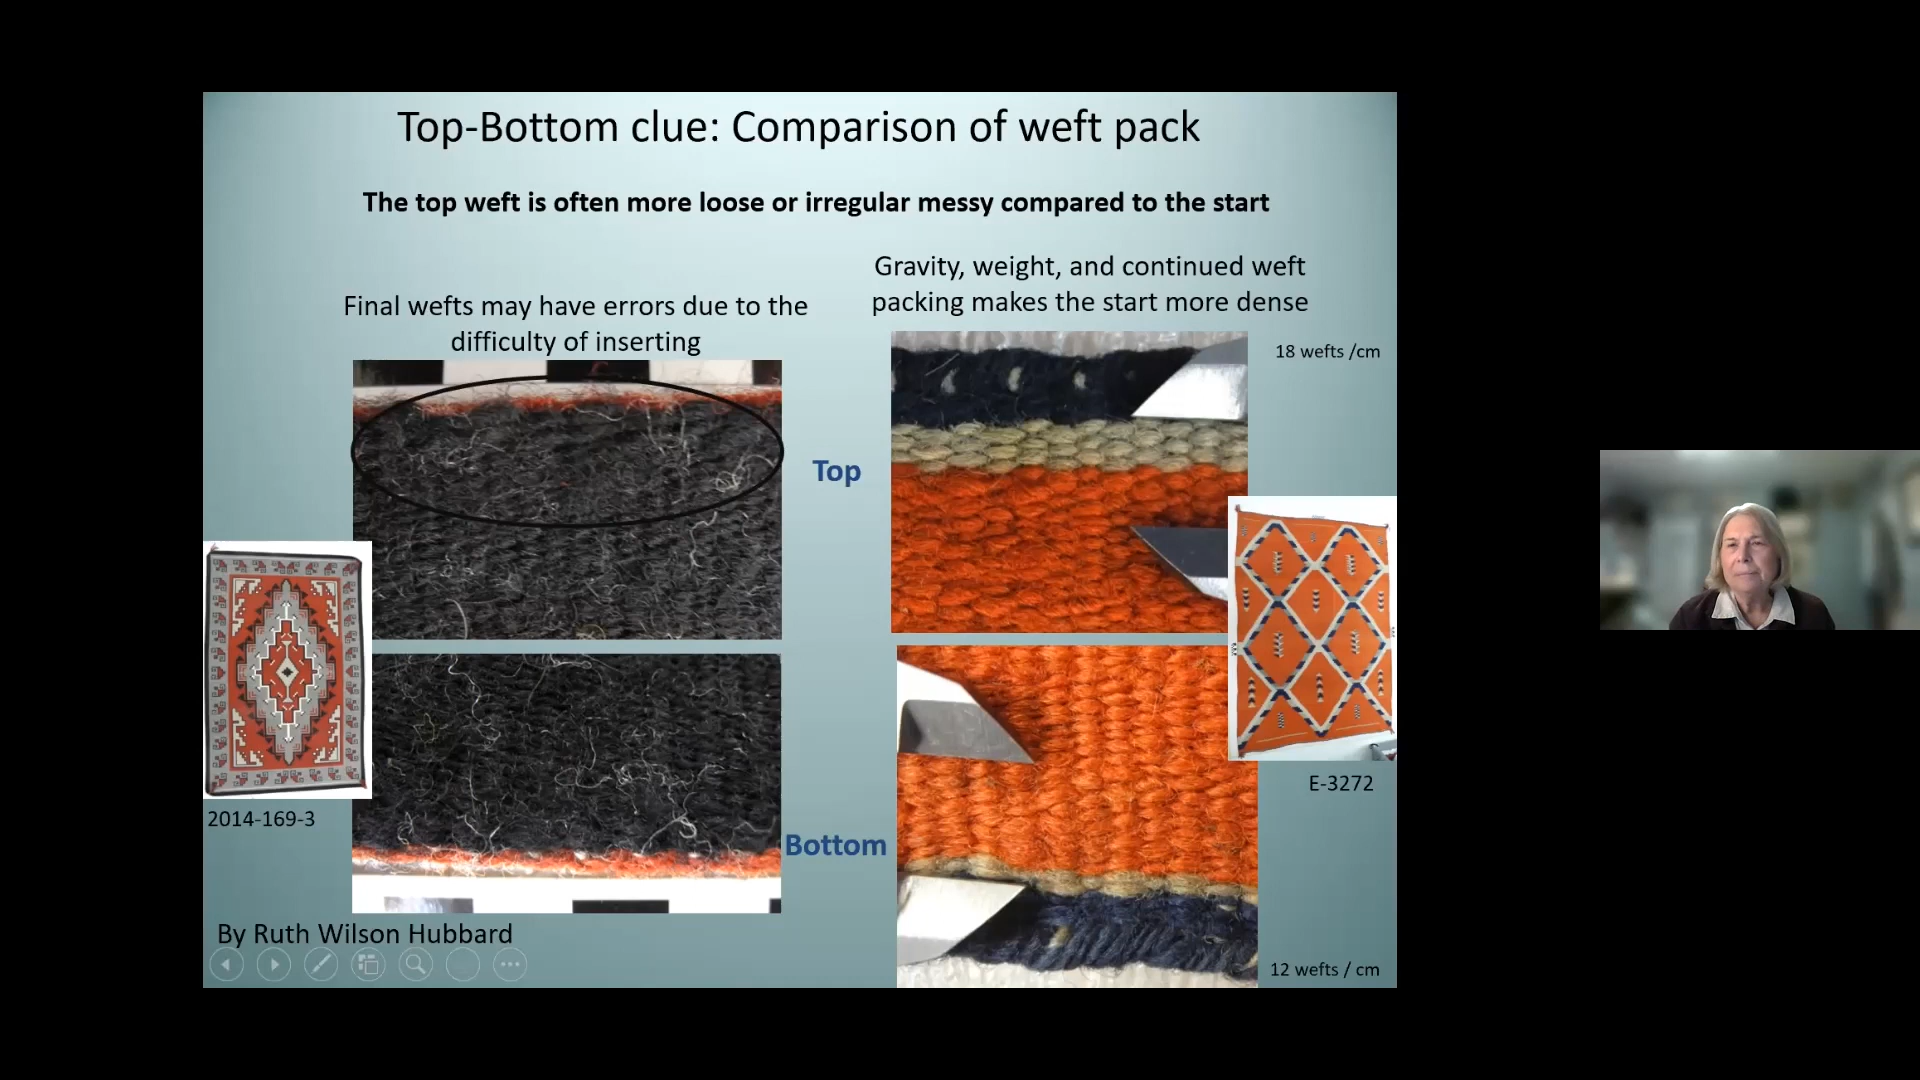 Top-Bottom clue: Comparison of weft pack
The top weft is often more loose or irregular messy compared to the start
Final wefts may have errors due to the
difficulty of inserting
Gravity, weight, and continued weft
packing makes the start more dense
18 wefts /cm
Top
2014-169-3
Bottom
E-3272
By Ruth Wilson Hubbard
12 wefts / cm